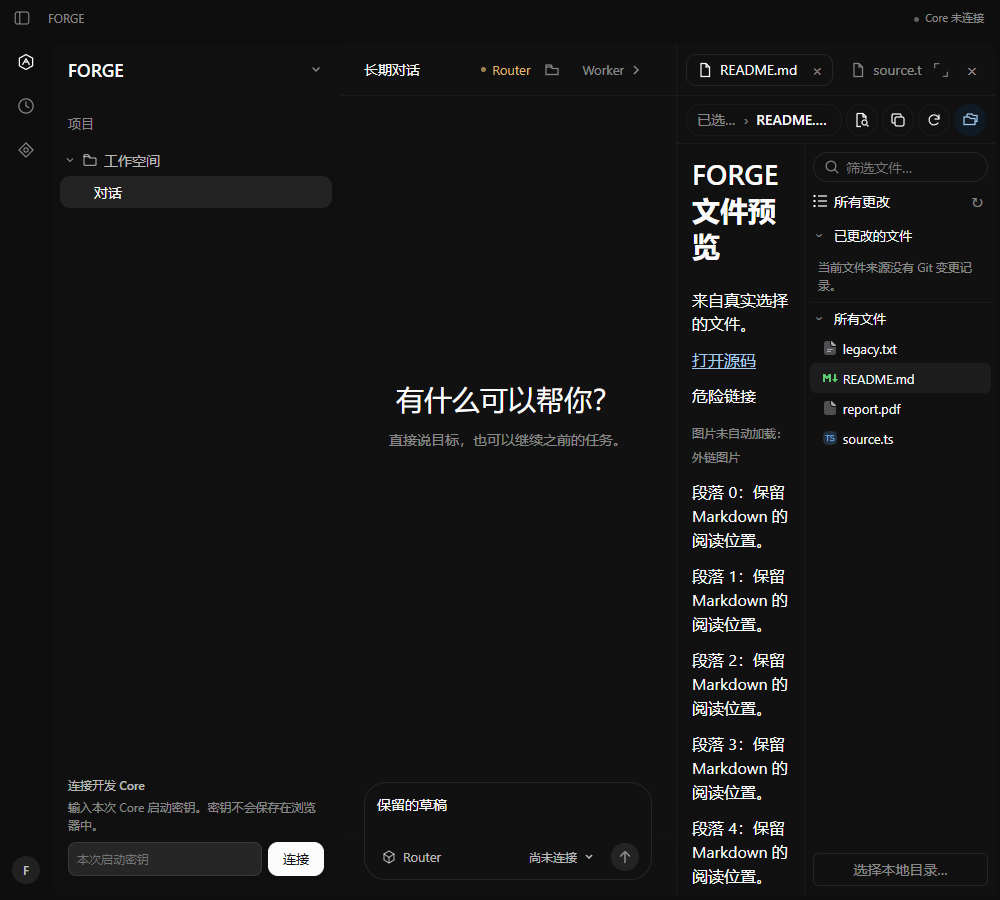 FORGE
Core 未连接
FORGE
项目
工作空间
对话
连接开发 Core
输入本次 Core 启动密钥。密钥不会保存在浏览
器中。
本次启动密钥
连接
F
长期对话
Router
Worker
有什么可以帮你？
直接说目标，也可以继续之前的任务。
保留的草稿
Router
尚未连接
README.md
source.t
已选... › README....
FORGE
文件预
览
来自真实选择
的文件。
打开源码
危险链接
图片未自动加载：
外链图片
段落 0：保留
Markdown 的
阅读位置。
段落 1：保留
Markdown 的
阅读位置。
段落 2：保留
Markdown 的
阅读位置。
段落 3：保留
Markdown 的
阅读位置。
段落 4：保留
Markdown 的
阅读位置。
筛选文件...
所有更改
已更改的文件
当前文件来源没有 Git 变更记
录。
所有文件
legacy.txt
M↓ README.md
report.pdf
TS source.ts
选择本地目录...